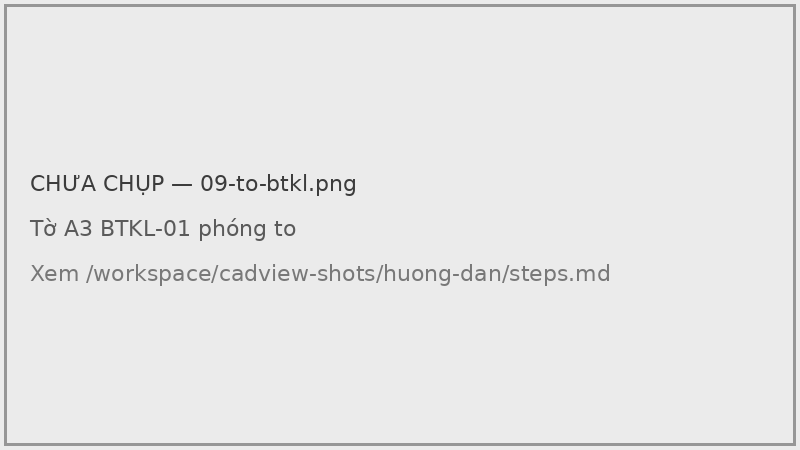 CHƯA CHỤP — 09-to-btkl.png
Tờ A3 BTKL-01 phóng to
Xem /workspace/cadview-shots/huong-dan/steps.md